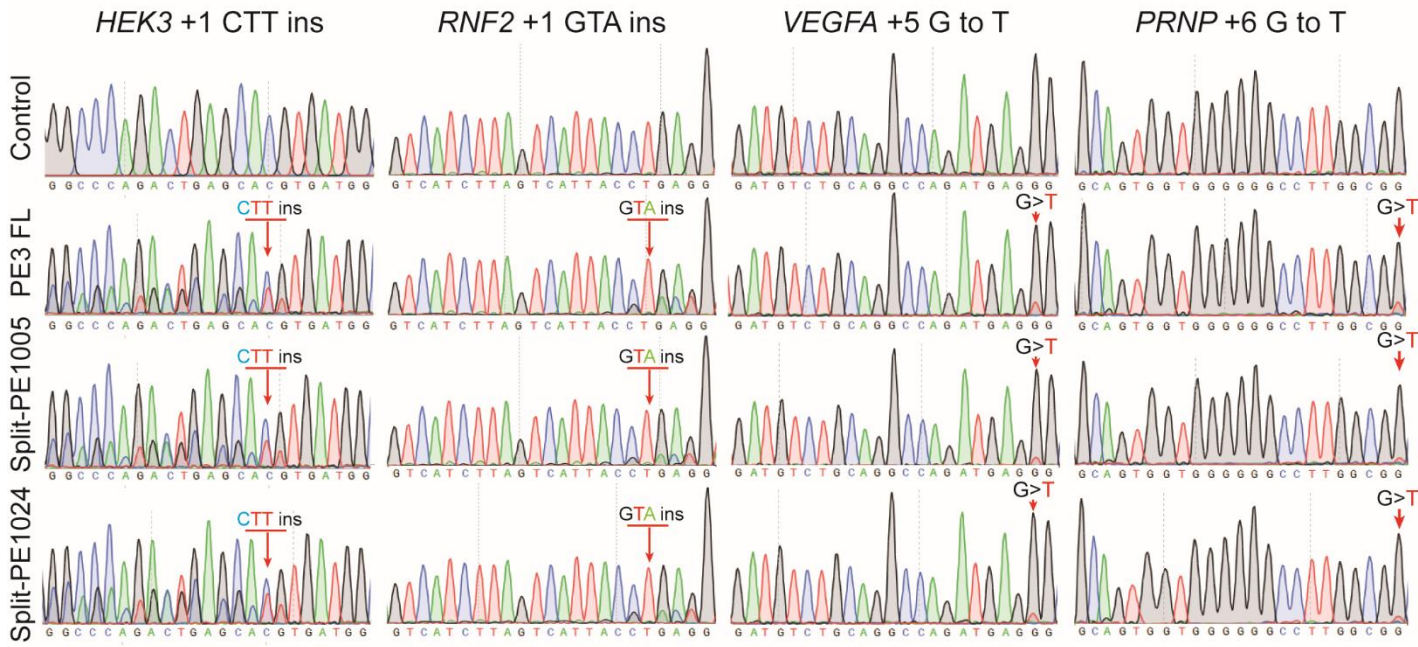 HEK3 +1 CTT ins RNF2 +1 GTA ins VEGFA +5 G to T PRNP +6 G to T
Control
GGCCCAGACTGAGCACGTGATGG GTCATCTTAGTCATTACCTGAGG GATGTCTGCAGGCCAGATGAGGG GCAGTGGTGGGGGGCCTTGGCGG
PE3 FL
CTT ins GTA ins G>T G>T
GGCCCAGACTGAGCACGTGATGG GTCATCTTAGTCATTACCTGAGG GATGTCTGCAGGCCAGATGAGGG GCAGTGGTGGGGGGCCTTGGCGG
Split-PE1005
CTT ins GTA ins G>T G>T
GGCCCAGACTGAGCACGTGATGG GTCATCTTAGTCATTACCTGAGG GATGTCTGCAGGCCAGATGAGGG GCAGTGGTGGGGGGCCTTGGCGG
Split-PE1024
CTT ins GTA ins G>T G>T
GGCCCAGACTGAGCACGTGATGG GTCATCTTAGTCATTACCTGAGG GATGTCTGCAGGCCAGATGAGGG GCAGTGGTGGGGGGCCTTGGCGG